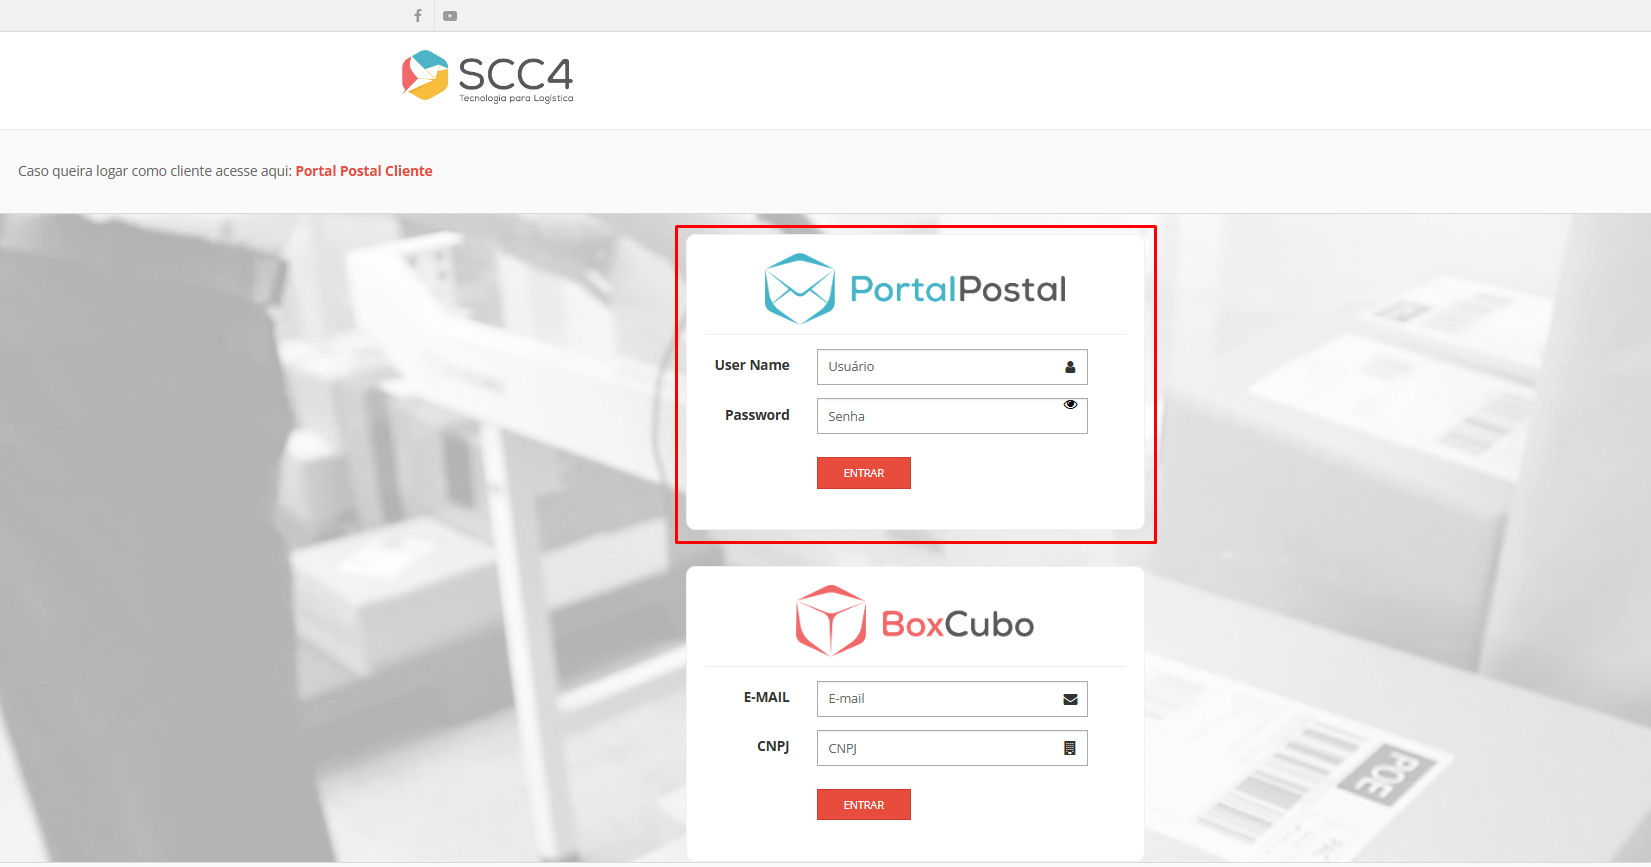 SCC4
Tecnologia para Logística
Caso queira logar como cliente acesse aqui: Portal Postal Cliente
PortalPostal
User Name
Usuário
Password
Senha
ENTRAR
BoxCubo
E-MAIL
E-mail
CNPJ
CNPJ
ENTRAR
POE